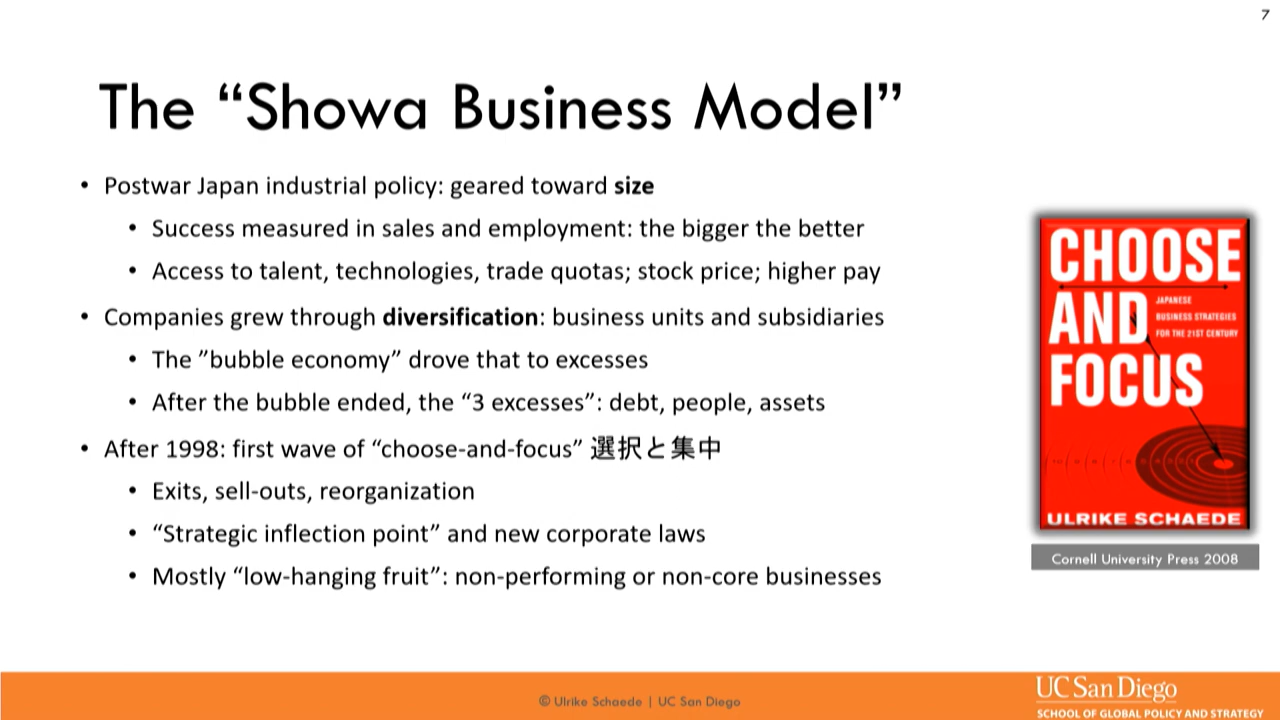 7
The “Showa Business Model”
• Postwar Japan industrial policy: geared toward size
• Success measured in sales and employment: the bigger the better
• Access to talent, technologies, trade quotas; stock price; higher pay
• Companies grew through diversification: business units and subsidiaries
• The ”bubble economy” drove that to excesses
• After the bubble ended, the “3 excesses”: debt, people, assets
• After 1998: first wave of “choose-and-focus” 選択と集中
• Exits, sell-outs, reorganization
• “Strategic inflection point” and new corporate laws
• Mostly “low-hanging fruit”: non-performing or non-core businesses
CHOOSE
AND
JAPANESE
BUSINESS STRATEGIES
FOR THE 21ST CENTURY
FOCUS
ULRIKE SCHAEDE
Cornell University Press 2008
© Ulrike Schaede | UC San Diego
UC San Diego
SCHOOL OF GLOBAL POLICY AND STRATEGY